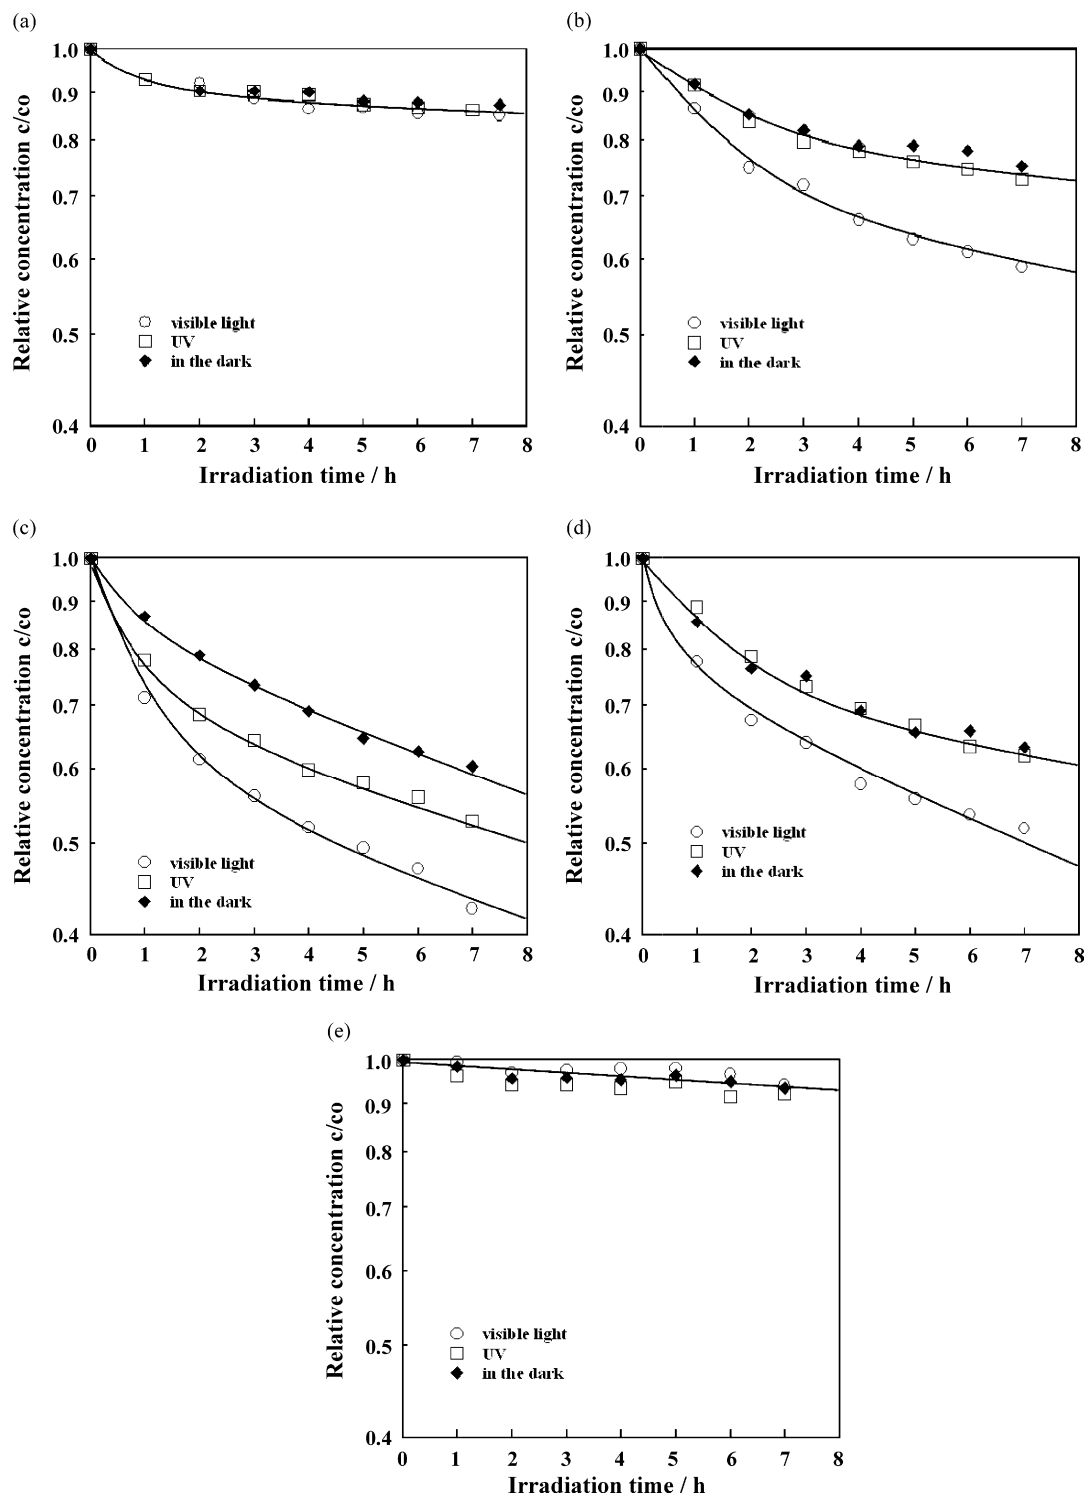 (a)
Relative concentration c/co
1.0
0.9
0.8
0.7
0.6
0.5
0.4
visible light
UV
in the dark
0 1 2 3 4 5 6 7 8
Irradiation time / h
(b)
Relative concentration c/co
1.0
0.9
0.8
0.7
0.6
0.5
0.4
visible light
UV
in the dark
0 1 2 3 4 5 6 7 8
Irradiation time / h
(c)
Relative concentration c/co
1.0
0.9
0.8
0.7
0.6
0.5
0.4
visible light
UV
in the dark
0 1 2 3 4 5 6 7 8
Irradiation time / h
(d)
Relative concentration c/co
1.0
0.9
0.8
0.7
0.6
0.5
0.4
visible light
UV
in the dark
0 1 2 3 4 5 6 7 8
Irradiation time / h
(e)
Relative concentration c/co
1.0
0.9
0.8
0.7
0.6
0.5
0.4
visible light
UV
in the dark
0 1 2 3 4 5 6 7 8
Irradiation time / h